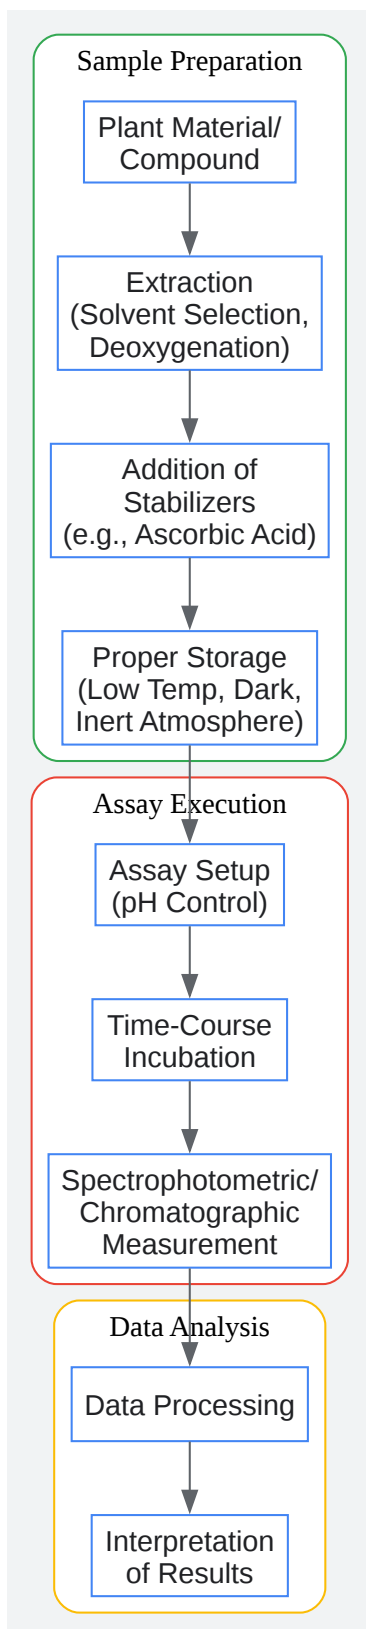 Sample Preparation
Plant Material/
Compound
Extraction
(Solvent Selection,
Deoxygenation)
Addition of
Stabilizers
(e.g., Ascorbic Acid)
Proper Storage
(Low Temp, Dark,
Inert Atmosphere)
Assay Execution
Assay Setup
(pH Control)
Time-Course
Incubation
Spectrophotometric/
Chromatographic
Measurement
Data Analysis
Data Processing
Interpretation
of Results